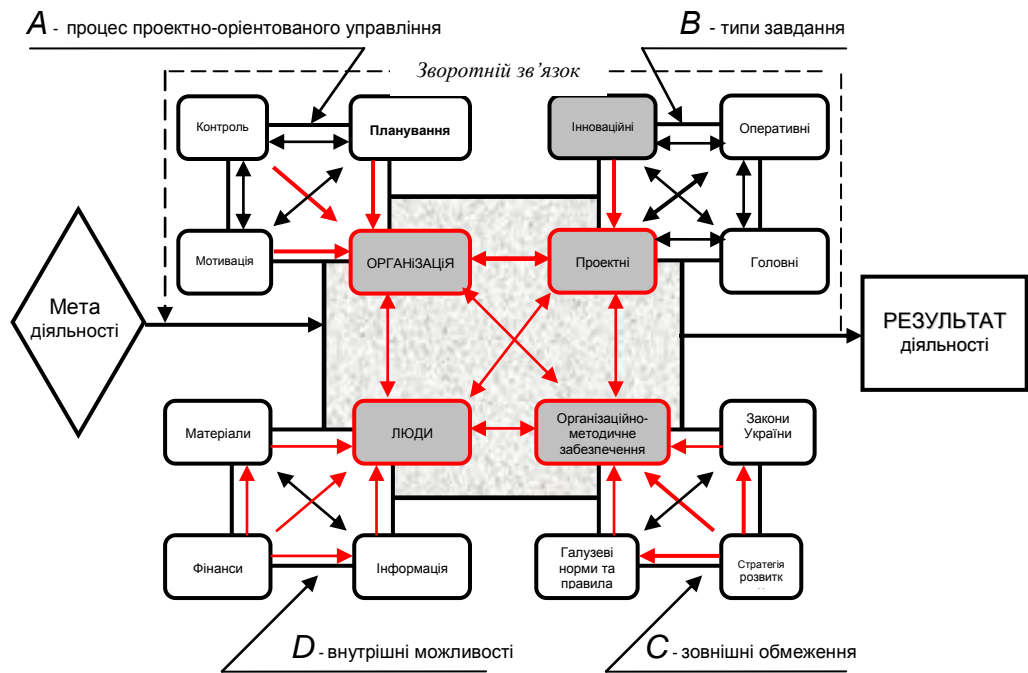 A - процес проектно-орієнтованого управління
B - типи завдання
Зворотній зв'язок
Контроль
Планування
Інноваційні
Оперативні
Мотивація
ОРГАНіЗАЦіЯ
Проектні
Головні
Мета
діяльності
РЕЗУЛЬТАТ
діяльності
Матеріали
ЛЮДИ
Організаційно-
методичне
забезпечення
Закони
України
Фінанси
Інформація
Галузеві
норми та
правила
Стратегія
розвитк
D - внутрішні можливості
C - зовнішні обмеження